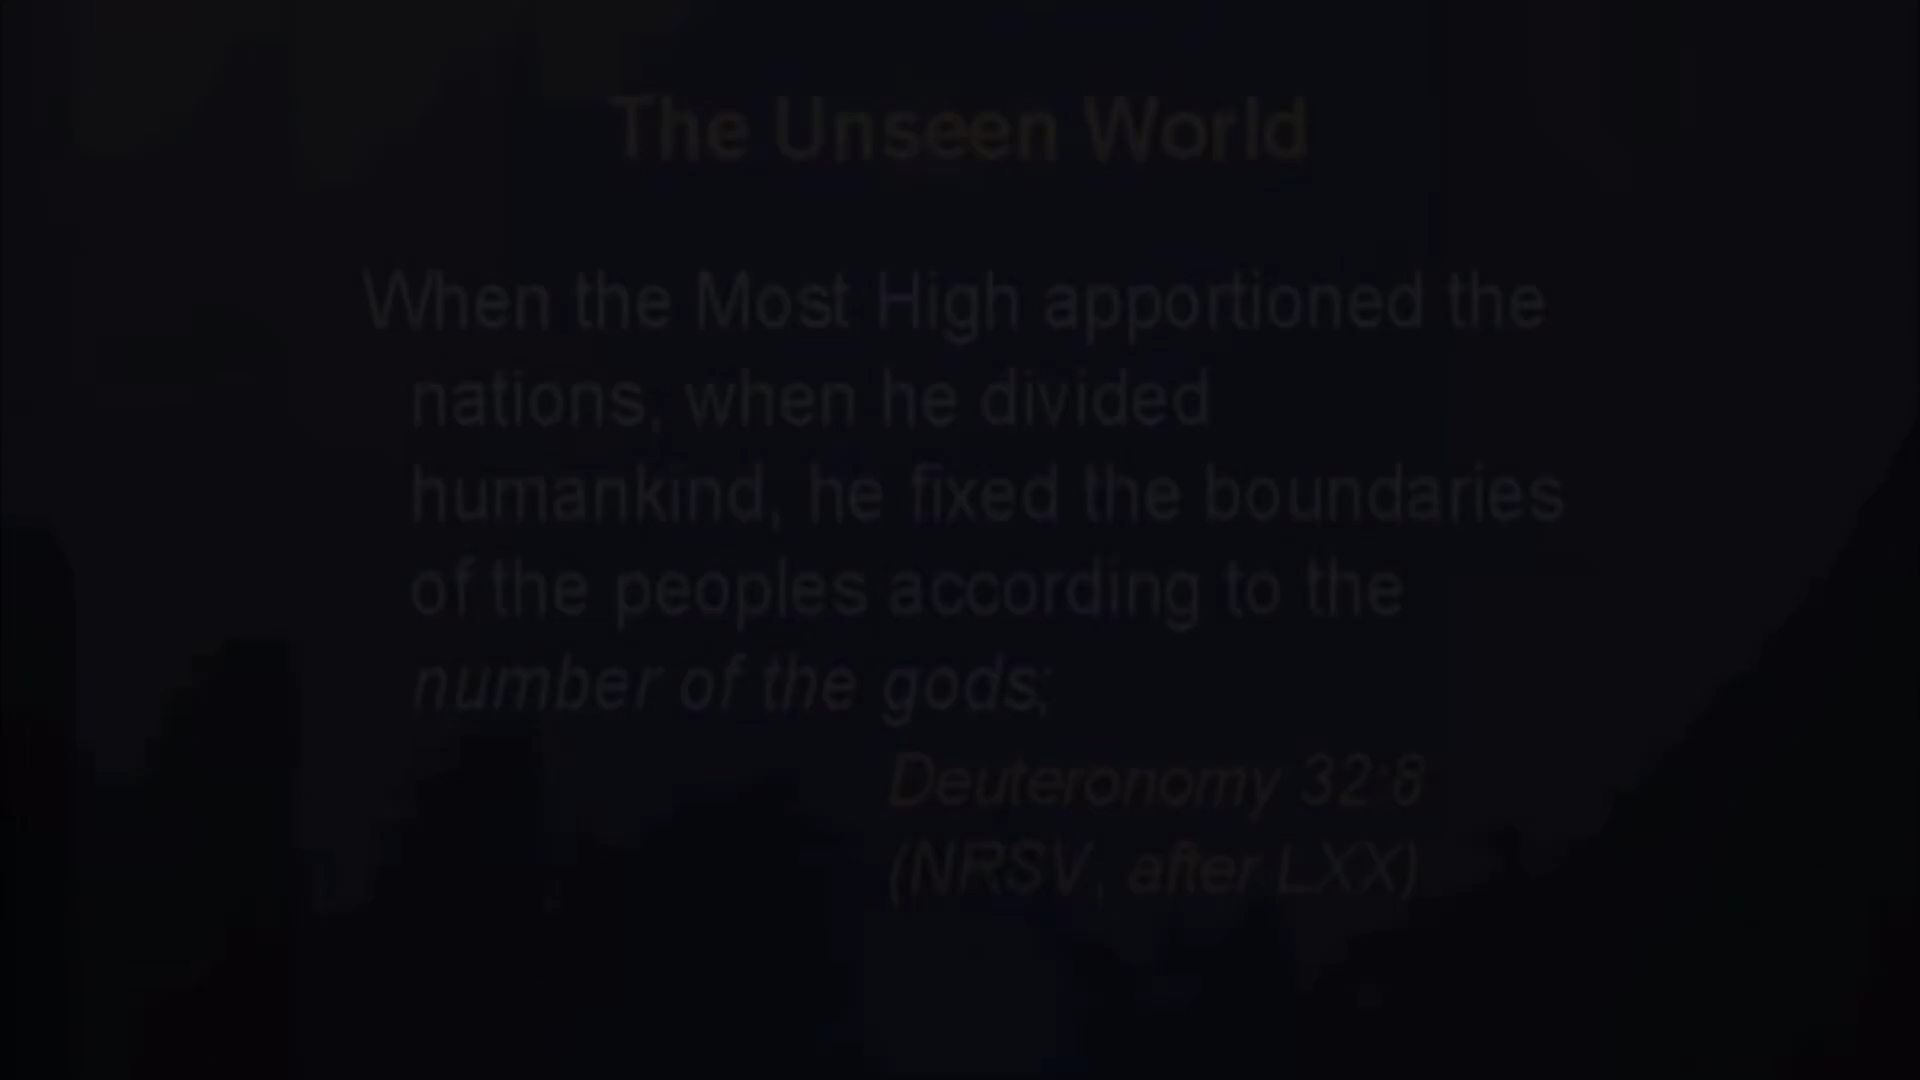 The Unseen World
When the Most High apportioned the
nations, when he divided
humankind, he fixed the boundaries
of the peoples according to the
number of the gods;
Deuteronomy 32:8
(NRSV, after LXX)